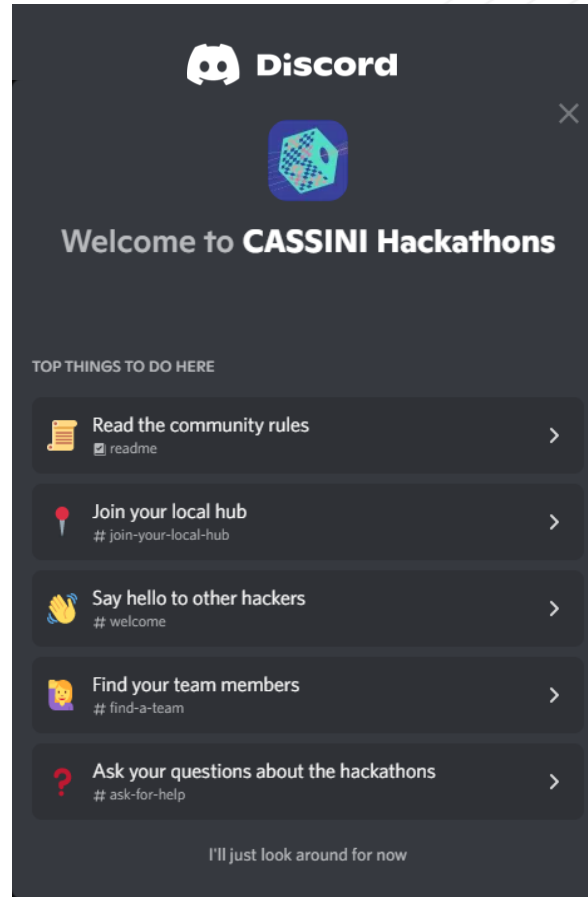 Discord
Welcome to CASSINI Hackathons
TOP THINGS TO DO HERE
Read the community rules
readme
Join your local hub
# join-your-local-hub
Say hello to other hackers
# welcome
Find your team members
# find-a-team
Ask your questions about the hackathons
# ask-for-help
I'll just look around for now